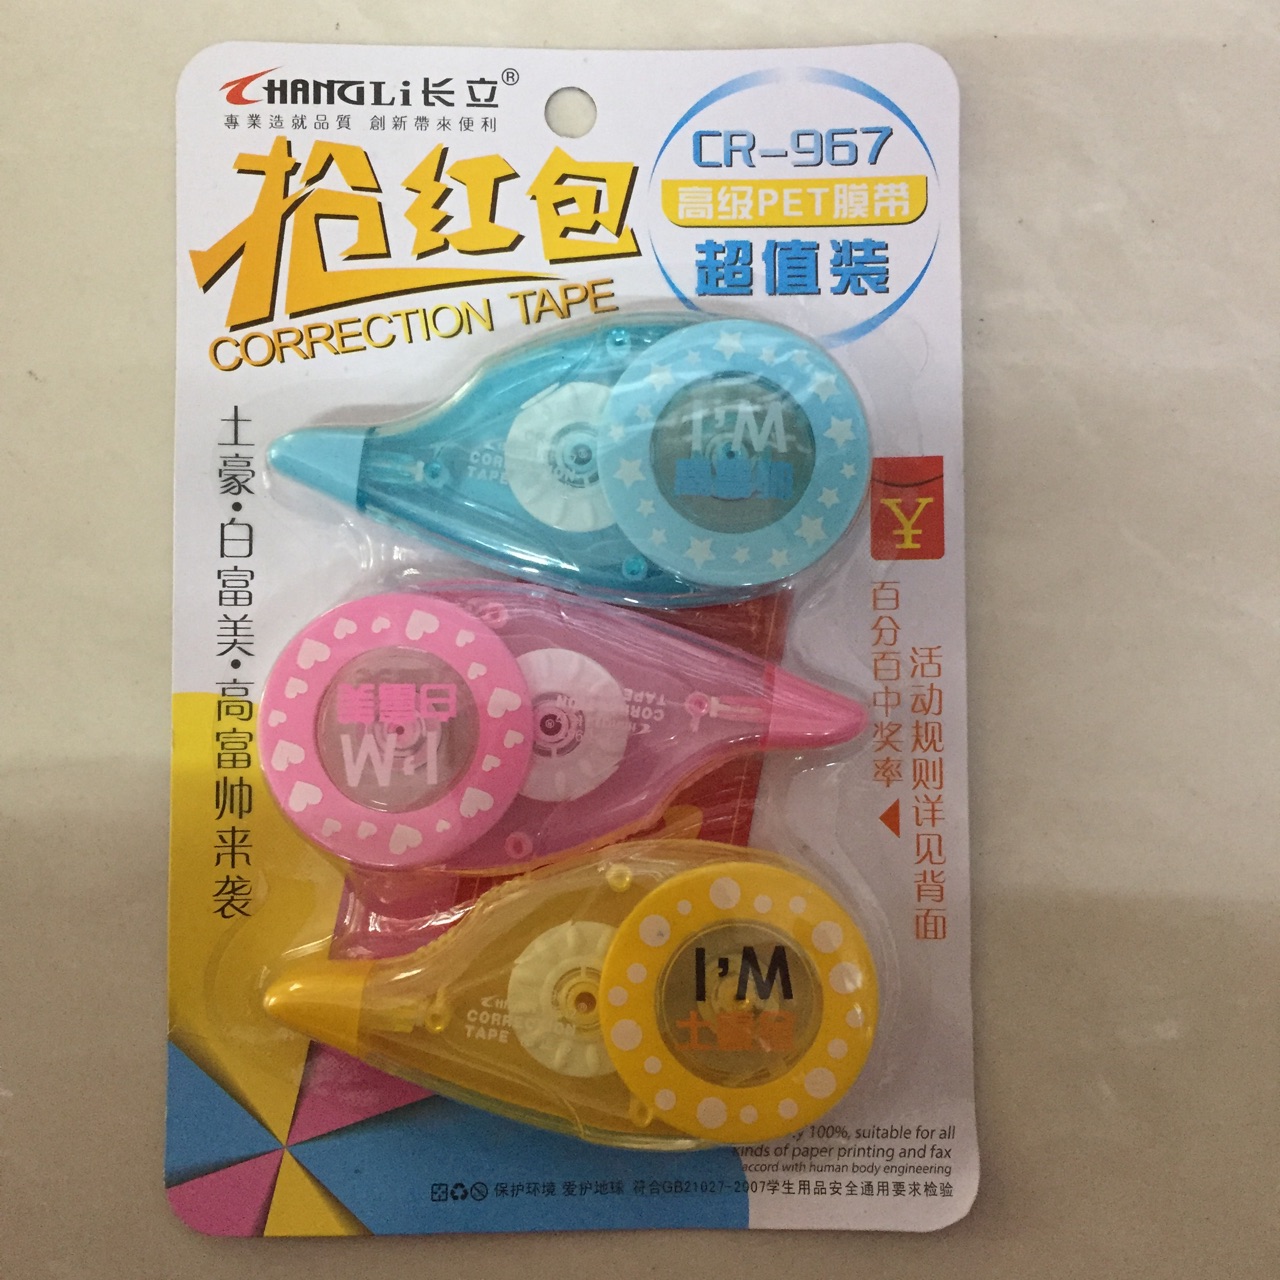 CHANGLi长立®
專業造就品質 創新帶來便利
抢红包
CORRECTION TAPE
CR-967
高级PET膜带
超值装
土豪·白富美·高富帅来袭
I'M
高富帅
CORRECTION
TAPE
¥
百分百中奖率
活动规则详见背面
白富美
I'M
CORRECTION
TAPE
I'M
土豪
CORRECTION
TAPE
100%, suitable for all
kinds of paper printing and fax
accord with human body engineering
保护环境 爱护地球 符合GB21027-2007学生用品安全通用要求检验